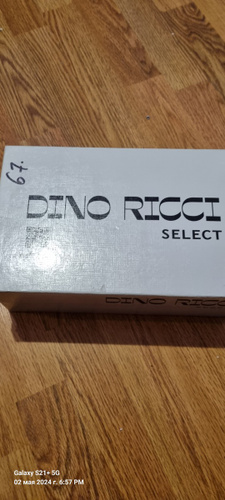 67.
DINO RICCI
SELECT
DINO RICCI
Galaxy S21+ 5G
02 мая 2024 г. 6:57 PM